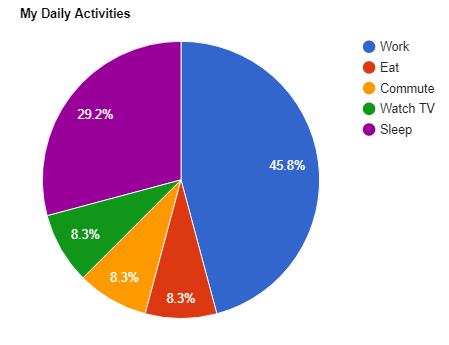 My Daily Activities
Work
Eat
Commute
Watch TV
Sleep
29.2%
45.8%
8.3%
8.3%
8.3%